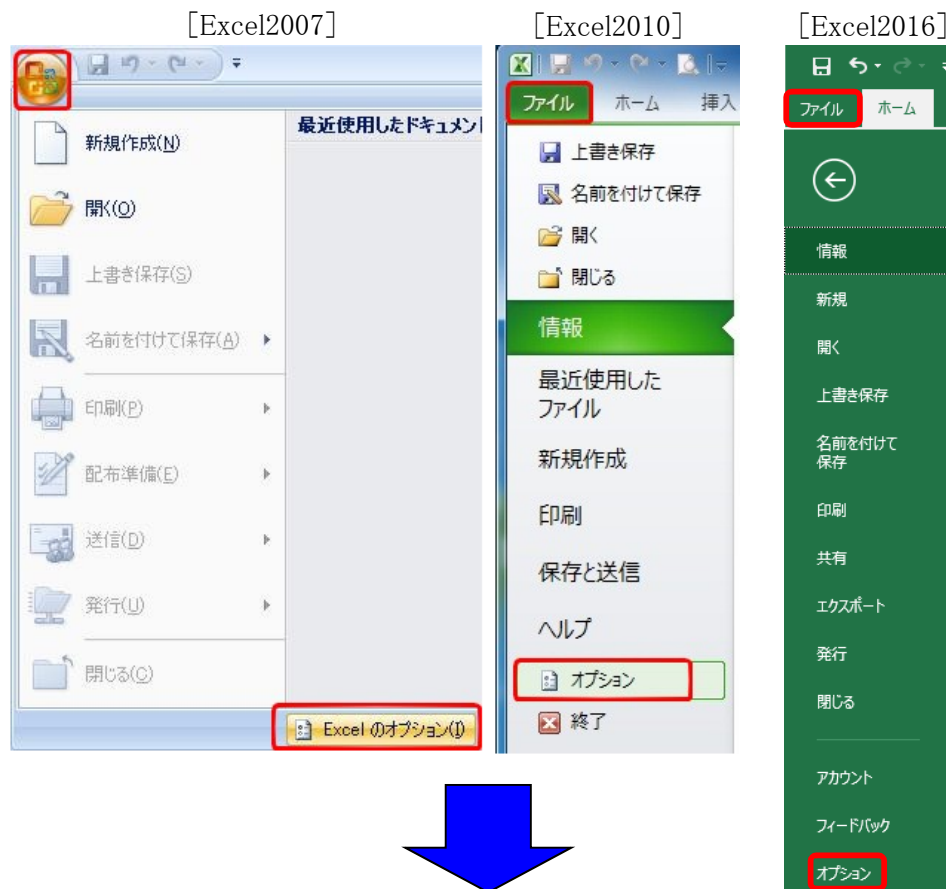 [Excel2007]
最近使用したドキュメント
新規作成(N)
開く(O)
上書き保存(S)
名前を付けて保存(A)
印刷(P)
配布準備(E)
送信(D)
発行(U)
閉じる(C)
Excel のオプション(I)
[Excel2010]
ファイル ホーム 挿入
上書き保存
名前を付けて保存
開く
閉じる
情報
最近使用した
ファイル
新規作成
印刷
保存と送信
ヘルプ
オプション
終了
[Excel2016]
ファイル ホーム
情報
新規
開く
上書き保存
名前を付けて
保存
印刷
共有
エクスポート
発行
閉じる
アカウント
フィードバック
オプション